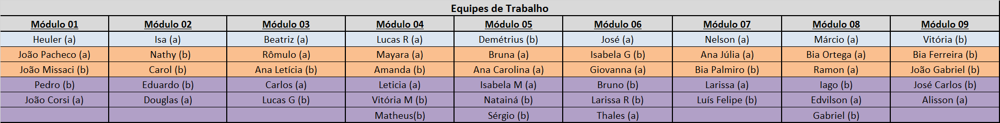 Equipes de Trabalho
Módulo 01 Módulo 02 Módulo 03 Módulo 04 Módulo 05 Módulo 06 Módulo 07 Módulo 08 Módulo 09
Heuler (a) Isa (a) Beatriz (a) Lucas R (a) Demétrius (b) José (a) Nelson (a) Márcio (a) Vitória (b)
João Pacheco (a) Nathy (b) Rômulo (a) Mayara (a) Bruna (a) Isabela G (b) Ana Júlia (a) Bia Ortega (a) Bia Ferreira (b)
João Missaci (b) Carol (b) Ana Letícia (b) Amanda (b) Ana Carolina (a) Giovanna (a) Bia Palmiro (b) Ramon (a) João Gabriel (b)
Pedro (b) Eduardo (b) Carlos (a) Leticia (a) Isabela M (a) Bruno (b) Larissa (a) Iago (b) José Carlos (b)
João Corsi (a) Douglas (a) Lucas G (b) Vitória M (b) Natainá (b) Larissa R (b) Luís Felipe (b) Edvilson (a) Alisson (a)
Matheus(b) Sérgio (b) Thales (a) Gabriel (b)